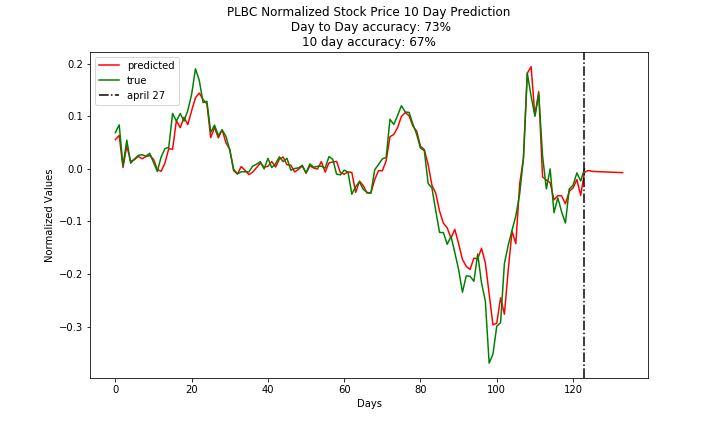 PLBC Normalized Stock Price 10 Day Prediction
Day to Day accuracy: 73%
10 day accuracy: 67%
predicted
true
april 27
0.2
0.1
0.0
−0.1
−0.2
−0.3
Normalized Values
0 20 40 60 80 100 120
Days